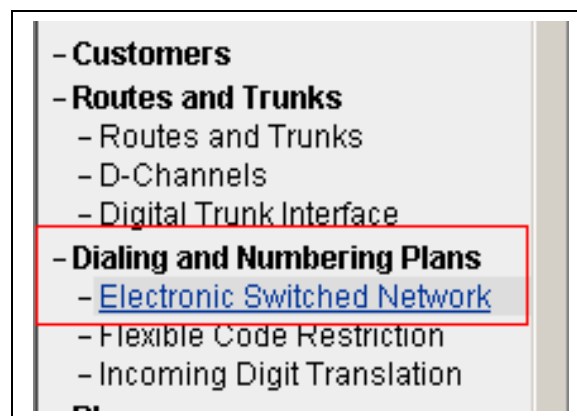 – Customers
– Routes and Trunks
– Routes and Trunks
– D-Channels
– Digital Trunk Interface
– Dialing and Numbering Plans
– Electronic Switched Network
– Flexible Code Restriction
– Incoming Digit Translation